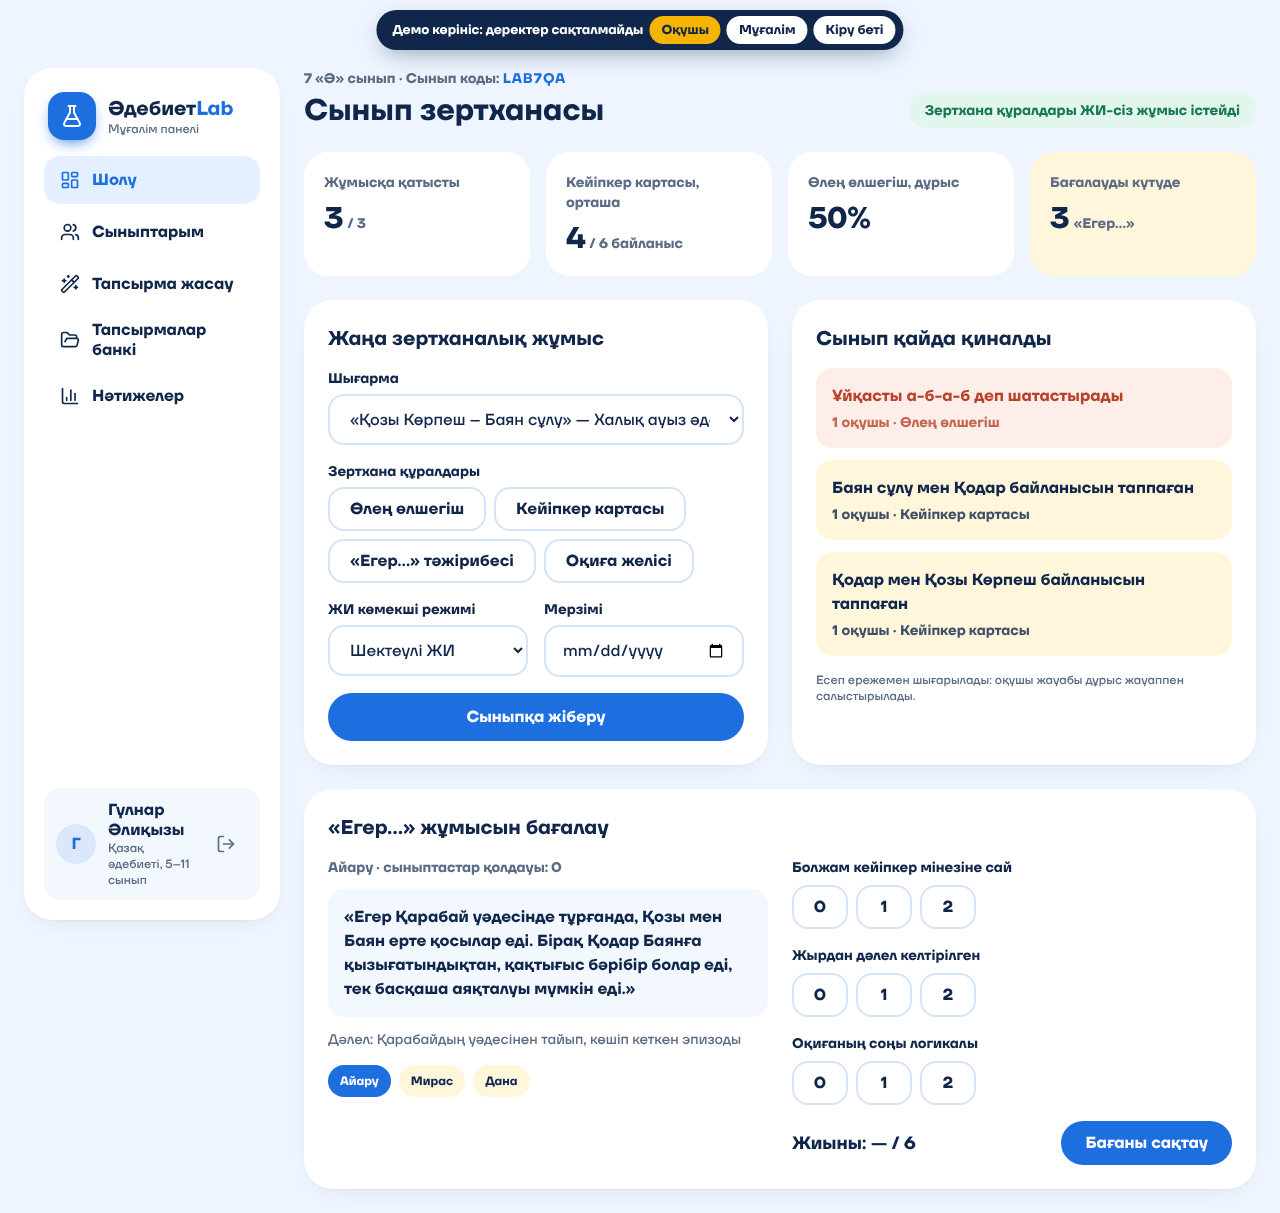 Демо көрініс: деректер сақталмайды Оқушы Мұғалім Кіру беті
ӘдебиетLab
Мұғалім панелі
Шолу
Сыныптарым
Тапсырма жасау
Тапсырмалар
банкі
Нәтижелер
Г
Гүлнар
Әлиқызы
Қазақ
әдебиеті, 5–11
сынып
7 «Ә» сынып · Сынып коды: LAB7QA
Сынып зертханасы
Зертхана құралдары ЖИ-сіз жұмыс істейді
Жұмысқа қатысты
3 / 3
Кейіпкер картасы,
орташа
4 / 6 байланыс
Өлең өлшегіш, дұрыс
50%
Бағалауды күтуде
3 «Егер...»
Жаңа зертханалық жұмыс
Шығарма
«Қозы Көрпеш – Баян сұлу» — Халық ауыз әд
Зертхана құралдары
Өлең өлшегіш
Кейіпкер картасы
«Егер...» тәжірибесі
Оқиға желісі
ЖИ көмекші режимі
Мерзімі
Шектеулі ЖИ
mm/dd/yyyy
Сыныпқа жіберу
Сынып қайда қиналды
Ұйқасты а-б-а-б деп шатастырады
1 оқушы · Өлең өлшегіш
Баян сұлу мен Қодар байланысын таппаған
1 оқушы · Кейіпкер картасы
Қодар мен Қозы Көрпеш байланысын
таппаған
1 оқушы · Кейіпкер картасы
Есеп ережемен шығарылады: оқушы жауабы дұрыс жауаппен
салыстырылады.
«Егер...» жұмысын бағалау
Айару · сыныптастар қолдауы: 0
«Егер Қарабай уәдесінде тұрғанда, Қозы мен
Баян ерте қосылар еді. Бірақ Қодар Баянға
қызығатындықтан, қақтығыс бәрібір болар еді,
тек басқаша аяқталуы мүмкін еді.»
Дәлел: Қарабайдың уәдесінен тайып, көшіп кеткен эпизоды
Айару Мирас Дана
Болжам кейіпкер мінезіне сай
0 1 2
Жырдан дәлел келтірілген
0 1 2
Оқиғаның соңы логикалы
0 1 2
Жиыны: — / 6
Бағаны сақтау